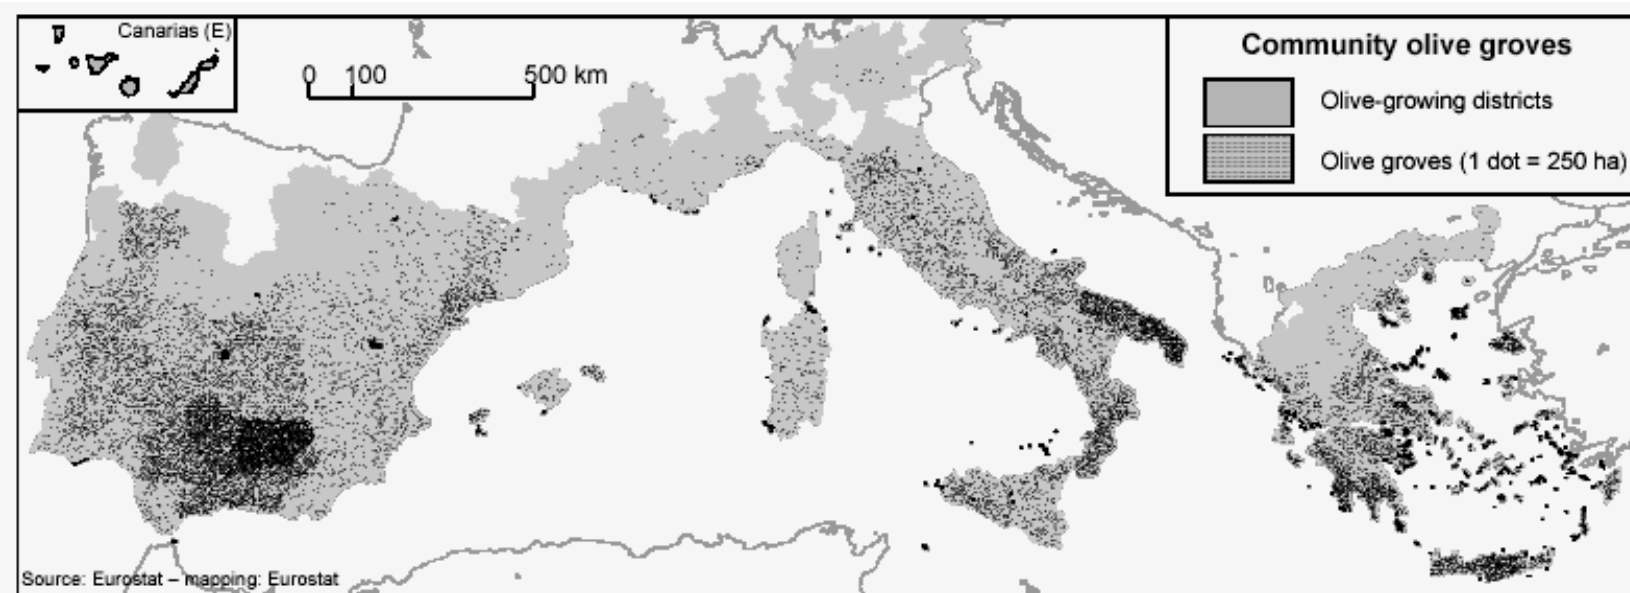 Canarias (E)
0 100 500 km
Community olive groves
Olive-growing districts
Olive groves (1 dot = 250 ha)
Source: Eurostat – mapping: Eurostat